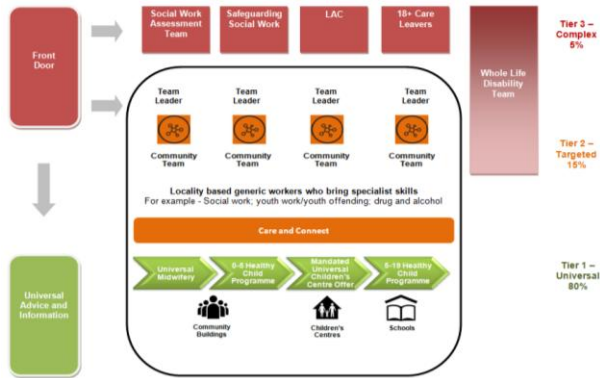 Front
Door
Social Work
Assessment
Team
Safeguarding
Social Work
LAC
18+ Care
Leavers
Whole Life
Disability
Team
Tier 3 –
Complex
5%
Team
Leader
Team
Leader
Team
Leader
Team
Leader
Community
Team
Community
Team
Community
Team
Community
Team
Tier 2 –
Targeted
15%
Locality based generic workers who bring specialist skills
For example - Social work; youth work/youth offending; drug and alcohol
Care and Connect
Universal
Advice and
Information
Universal
Midwifery
0-5 Healthy
Child
Programme
Mandated
Universal
Children's
Centre Offer
5-19 Healthy
Child
Programme
Tier 1 –
Universal
80%
Community
Buildings
Children's
Centres
Schools